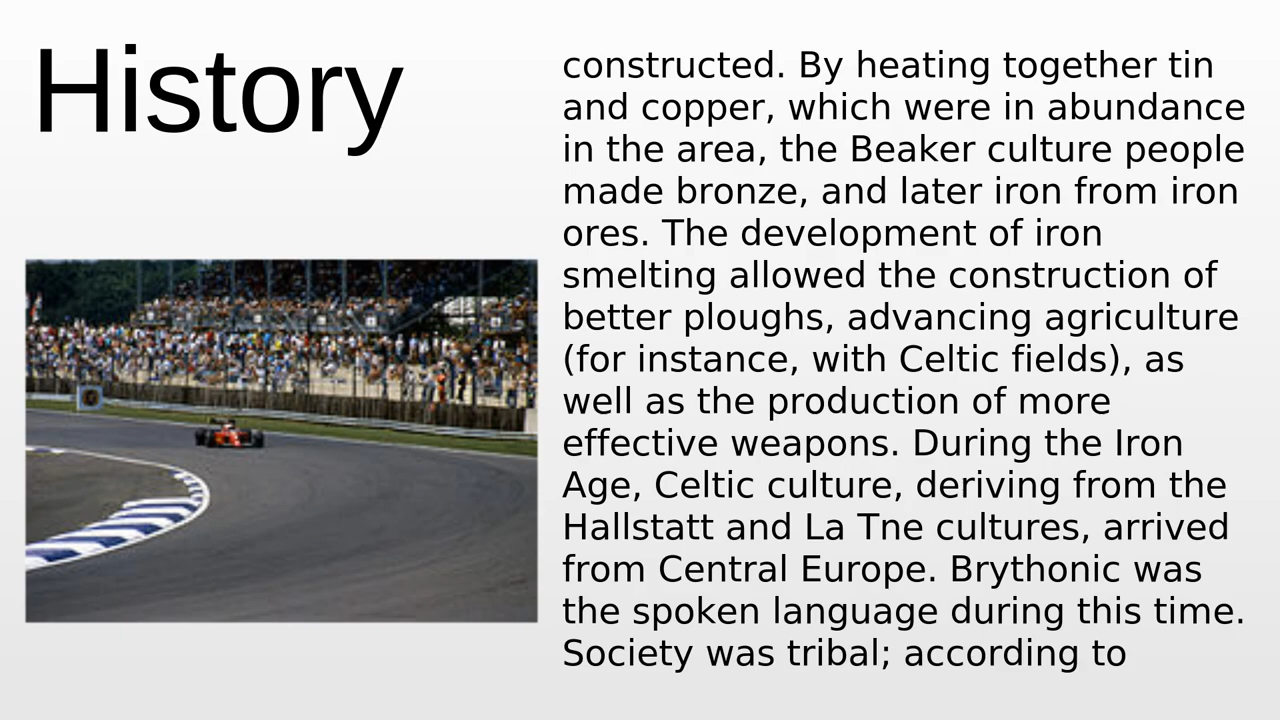 History
constructed. By heating together tin
and copper, which were in abundance
in the area, the Beaker culture people
made bronze, and later iron from iron
ores. The development of iron
smelting allowed the construction of
better ploughs, advancing agriculture
(for instance, with Celtic fields), as
well as the production of more
effective weapons. During the Iron
Age, Celtic culture, deriving from the
Hallstatt and La Tne cultures, arrived
from Central Europe. Brythonic was
the spoken language during this time.
Society was tribal; according to